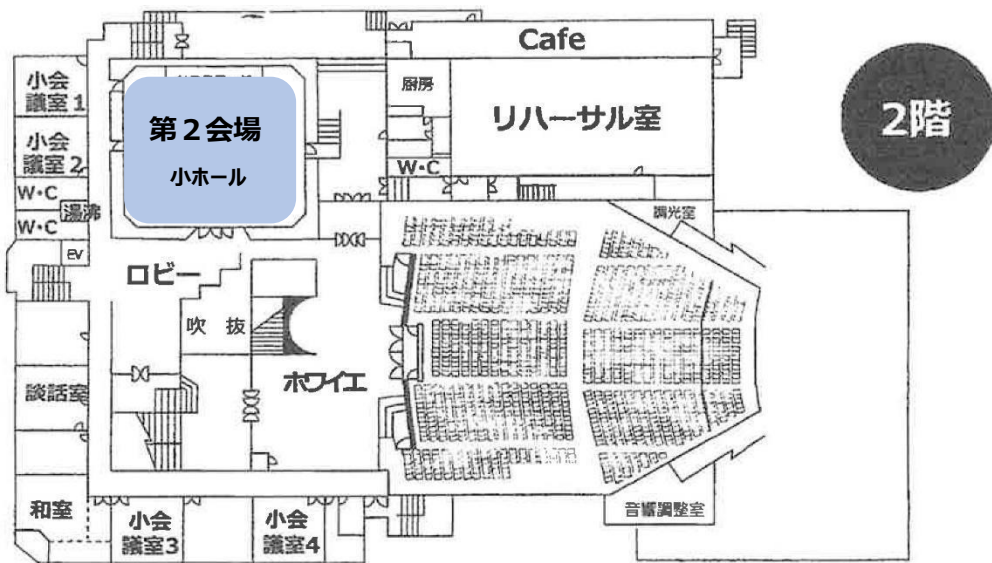 Cafe
小会
議室1
第2会場
小ホール
厨房
リハーサル室
2階
小会
議室2
W・C
W・C
湯沸
W・C
調光室
EV
ロビー
吹 抜
ホワイエ
談話室
和室
小会
議室3
小会
議室4
音響調整室